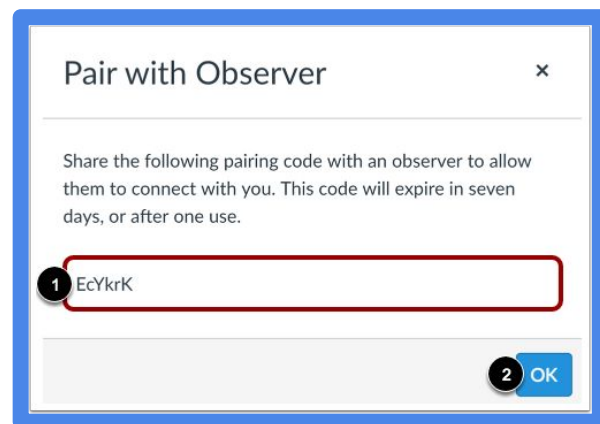 Pair with Observer ×
Share the following pairing code with an observer to allow
them to connect with you. This code will expire in seven
days, or after one use.
1 EcYkrK
2 OK